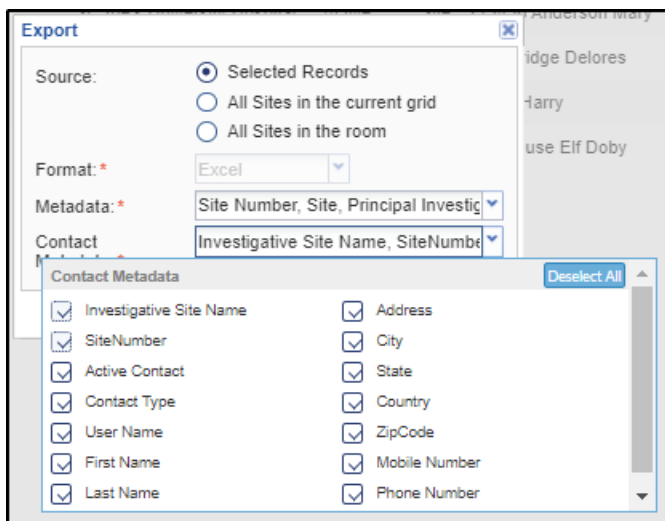 Anderson Mary
Export
ridge Delores
Source:
Selected Records
All Sites in the current grid
Harry
All Sites in the room
use Elf Doby
Format: *
Excel
Metadata: *
Site Number, Site, Principal Investig
Contact
Investigative Site Name, SiteNumbe
Contact Metadata
Deselect All
Investigative Site Name
Address
SiteNumber
City
Active Contact
State
Contact Type
Country
User Name
ZipCode
First Name
Mobile Number
Last Name
Phone Number